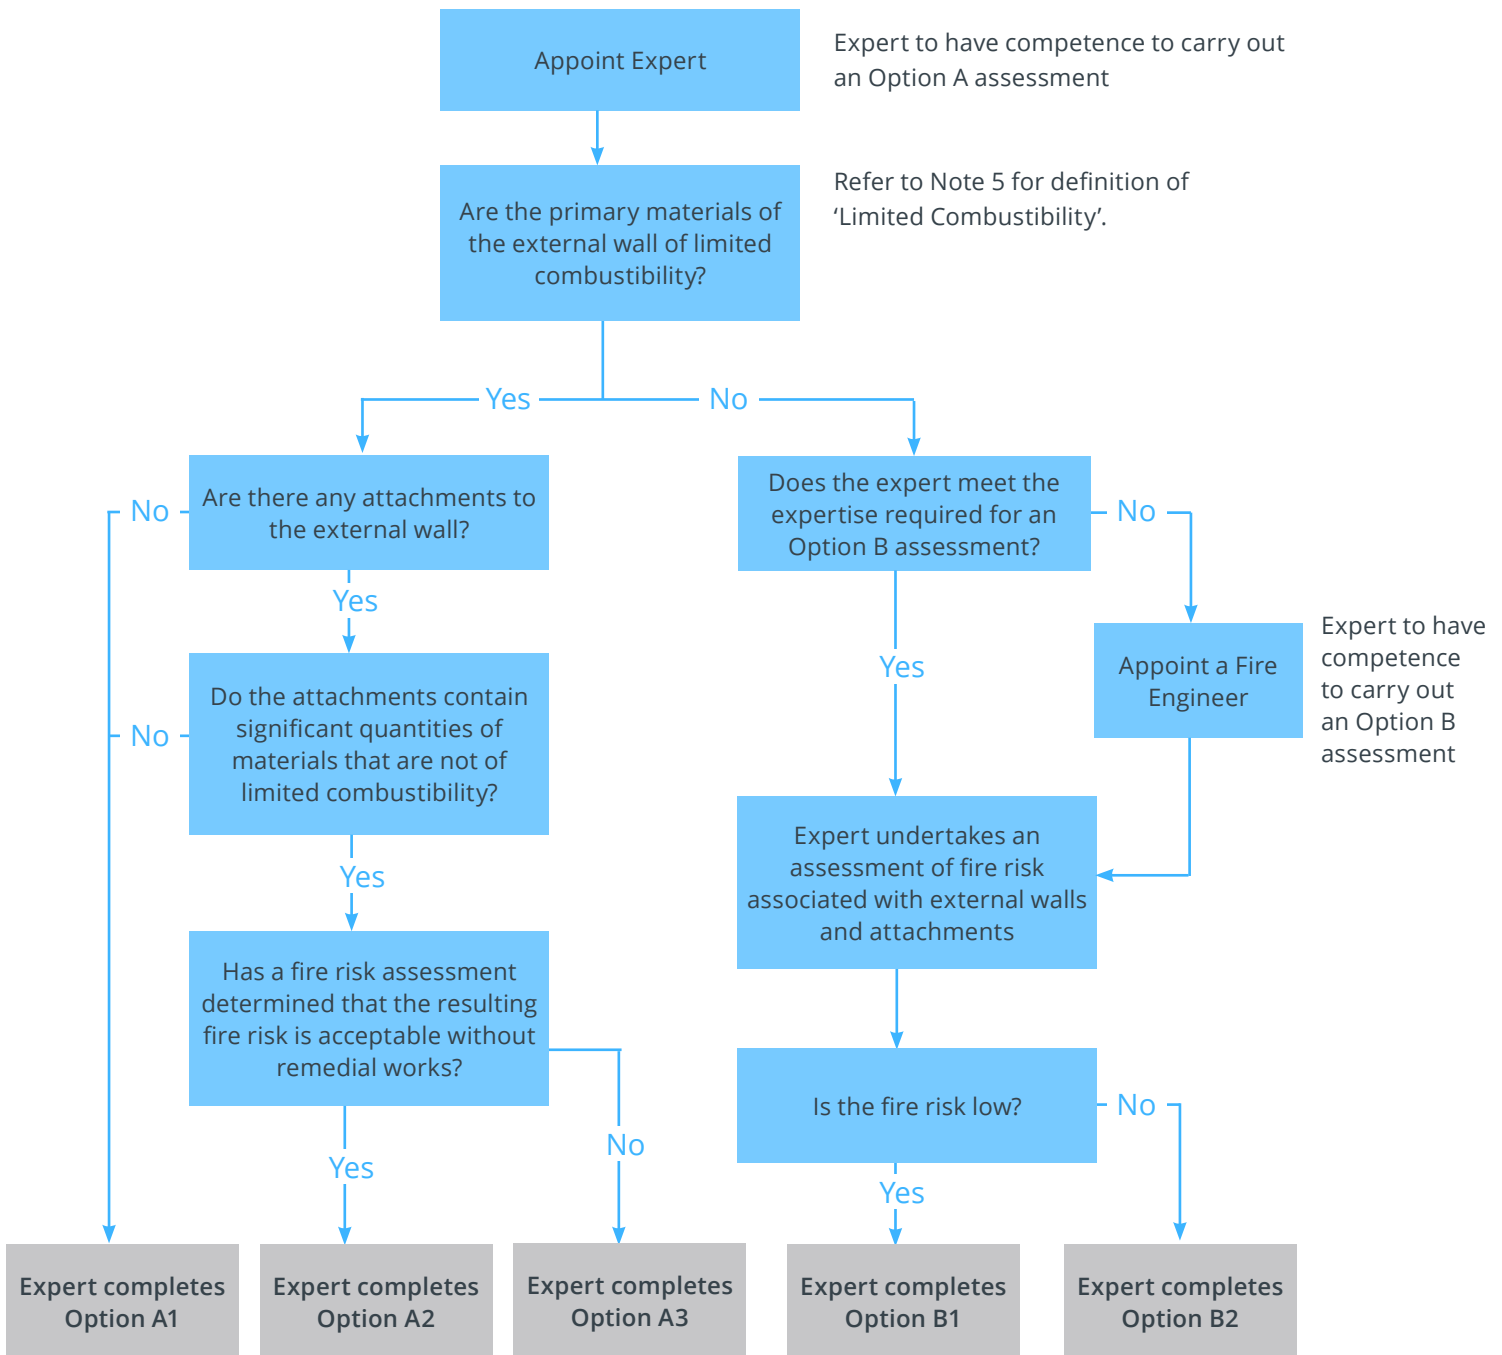 Appoint Expert
Expert to have competence to carry out
an Option A assessment
Are the primary materials of
the external wall of limited
combustibility?
Refer to Note 5 for definition of
‘Limited Combustibility’.
Yes
No
Are there any attachments to
the external wall?
No
Does the expert meet the
expertise required for an
Option B assessment?
No
Yes
Do the attachments contain
significant quantities of
materials that are not of
limited combustibility?
No
Yes
Appoint a Fire
Engineer
Expert to have
competence
to carry out
an Option B
assessment
Yes
Expert undertakes an
assessment of fire risk
associated with external walls
and attachments
Has a fire risk assessment
determined that the resulting
fire risk is acceptable without
remedial works?
Is the fire risk low?
No
Yes
No
Yes
Expert completes
Option A1
Expert completes
Option A2
Expert completes
Option A3
Expert completes
Option B1
Expert completes
Option B2